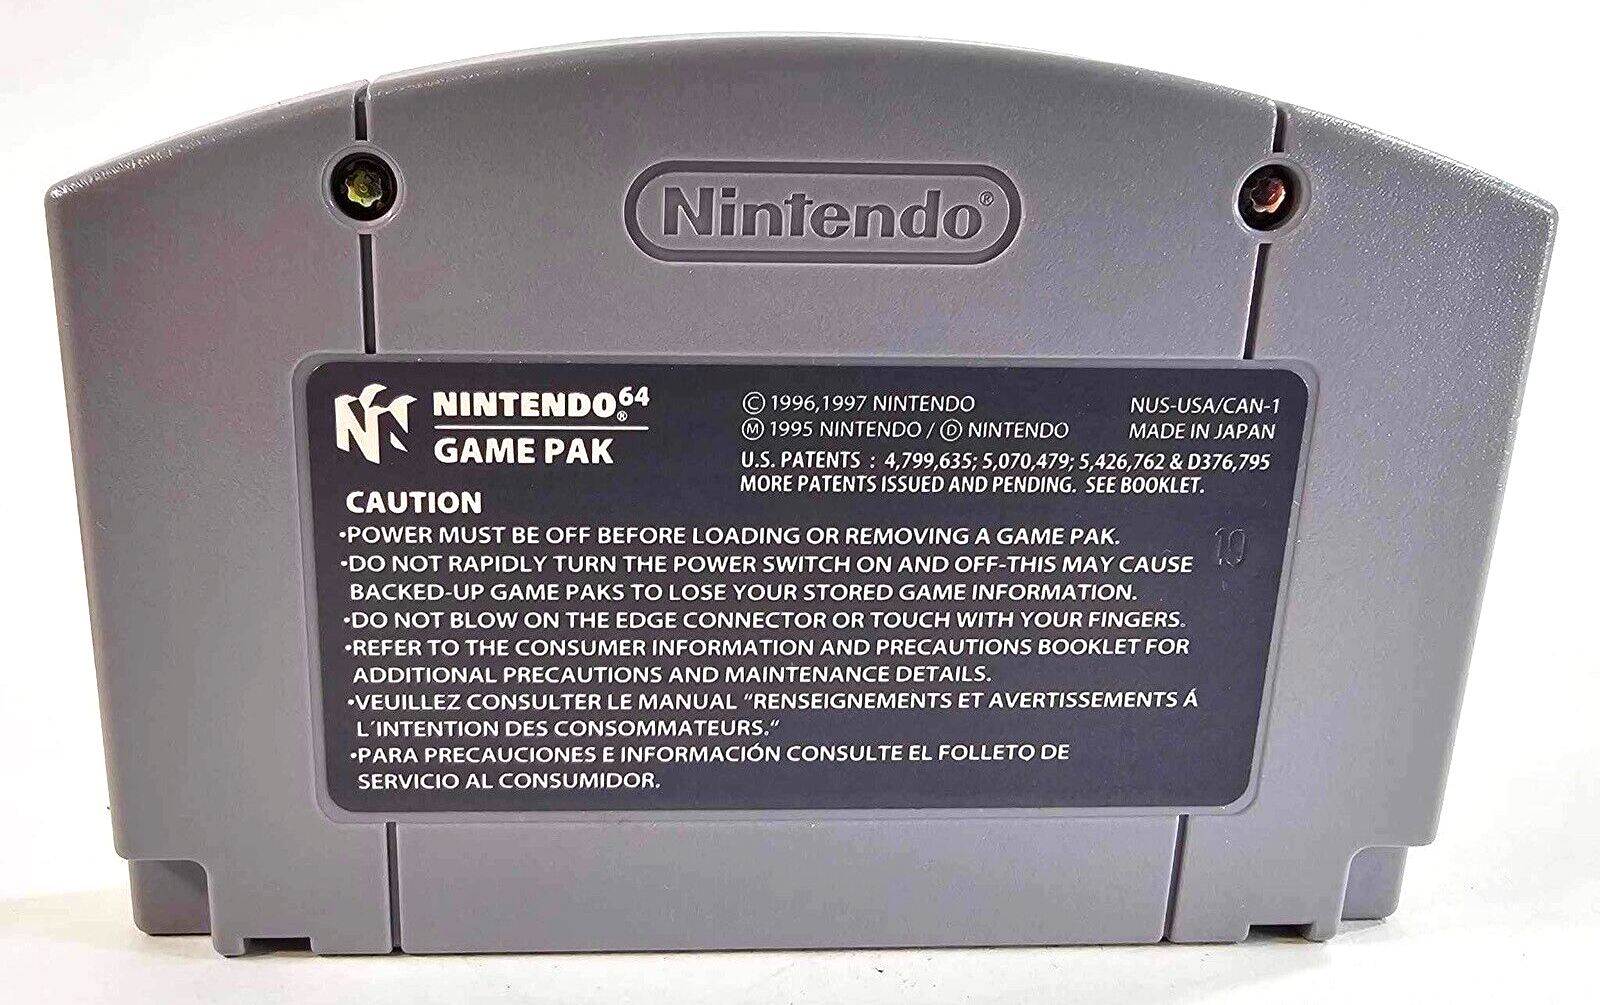 Nintendo®
NINTENDO®64
GAME PAK
© 1996,1997 NINTENDO
Ⓜ 1995 NINTENDO / Ⓓ NINTENDO
NUS-USA/CAN-1
MADE IN JAPAN
U.S. PATENTS : 4,799,635; 5,070,479; 5,426,762 & D376,795
MORE PATENTS ISSUED AND PENDING. SEE BOOKLET.
CAUTION
•POWER MUST BE OFF BEFORE LOADING OR REMOVING A GAME PAK.
•DO NOT RAPIDLY TURN THE POWER SWITCH ON AND OFF-THIS MAY CAUSE
BACKED-UP GAME PAKS TO LOSE YOUR STORED GAME INFORMATION.
•DO NOT BLOW ON THE EDGE CONNECTOR OR TOUCH WITH YOUR FINGERS.
•REFER TO THE CONSUMER INFORMATION AND PRECAUTIONS BOOKLET FOR
ADDITIONAL PRECAUTIONS AND MAINTENANCE DETAILS.
•VEUILLEZ CONSULTER LE MANUAL “RENSEIGNEMENTS ET AVERTISSEMENTS Á
L´INTENTION DES CONSOMMATEURS.“
•PARA PRECAUCIONES E INFORMACIÓN CONSULTE EL FOLLETO DE
SERVICIO AL CONSUMIDOR.
10